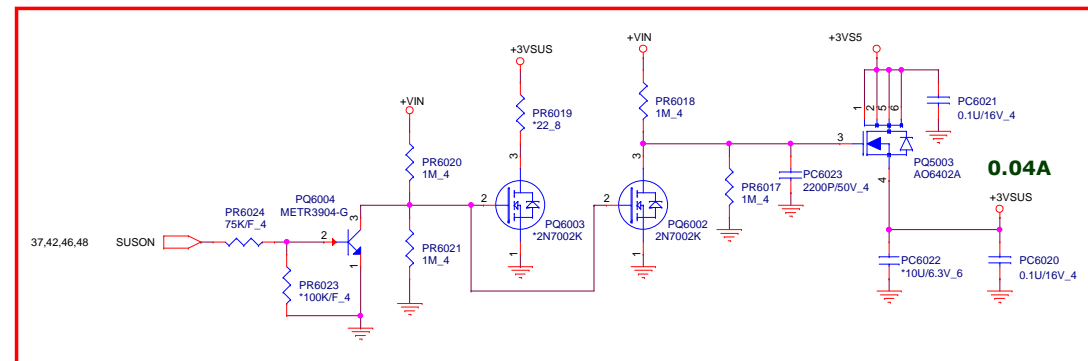 +3VSUS
+VIN
+3VS5
PR6019
*22_8
PR6018
1M_4
1
2
5
6
PC6021
0.1U/16V_4
+VIN
PR6020
1M_4
3
3
3
PQ5003
AO6402A
0.04A
PQ6004
METR3904-G
3
2
2
PR6017
1M_4
PC6023
2200P/50V_4
4
+3VSUS
PR6024
75K/F_4
PQ6003
*2N7002K
PQ6002
2N7002K
37,42,46,48
SUSON
2
1
PR6021
1M_4
1
1
PR6023
*100K/F_4
PC6022
*10U/6.3V_6
PC6020
0.1U/16V_4